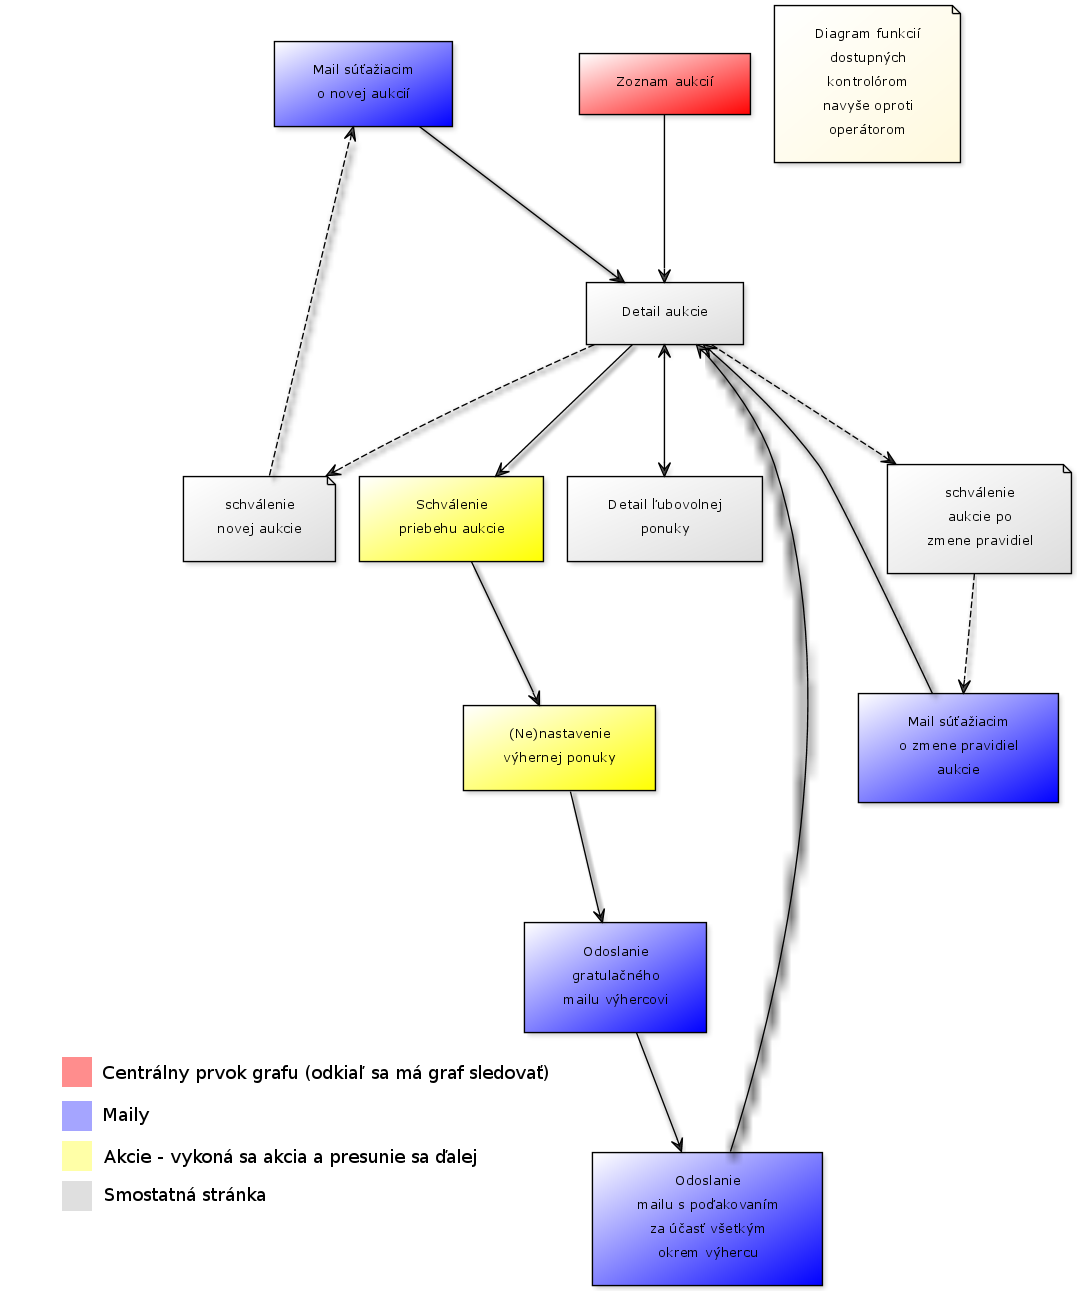 Mail súťažiacim
o novej aukcií
Zoznam aukcií
Diagram funkcií
dostupných
kontrolórom
navyše oproti
operátorom
Detail aukcie
schválenie
novej aukcie
Schválenie
priebehu aukcie
Detail ľubovolnej
ponuky
schválenie
aukcie po
zmene pravidiel
(Ne)nastavenie
výhernej ponuky
Mail súťažiacim
o zmene pravidiel
aukcie
Odoslanie
gratulačného
mailu výhercovi
Odoslanie
mailu s poďakovaním
za účasť všetkým
okrem výhercu
Centrálny prvok grafu (odkiaľ sa má graf sledovať)
Maily
Akcie - vykoná sa akcia a presunie sa ďalej
Smostatná stránka